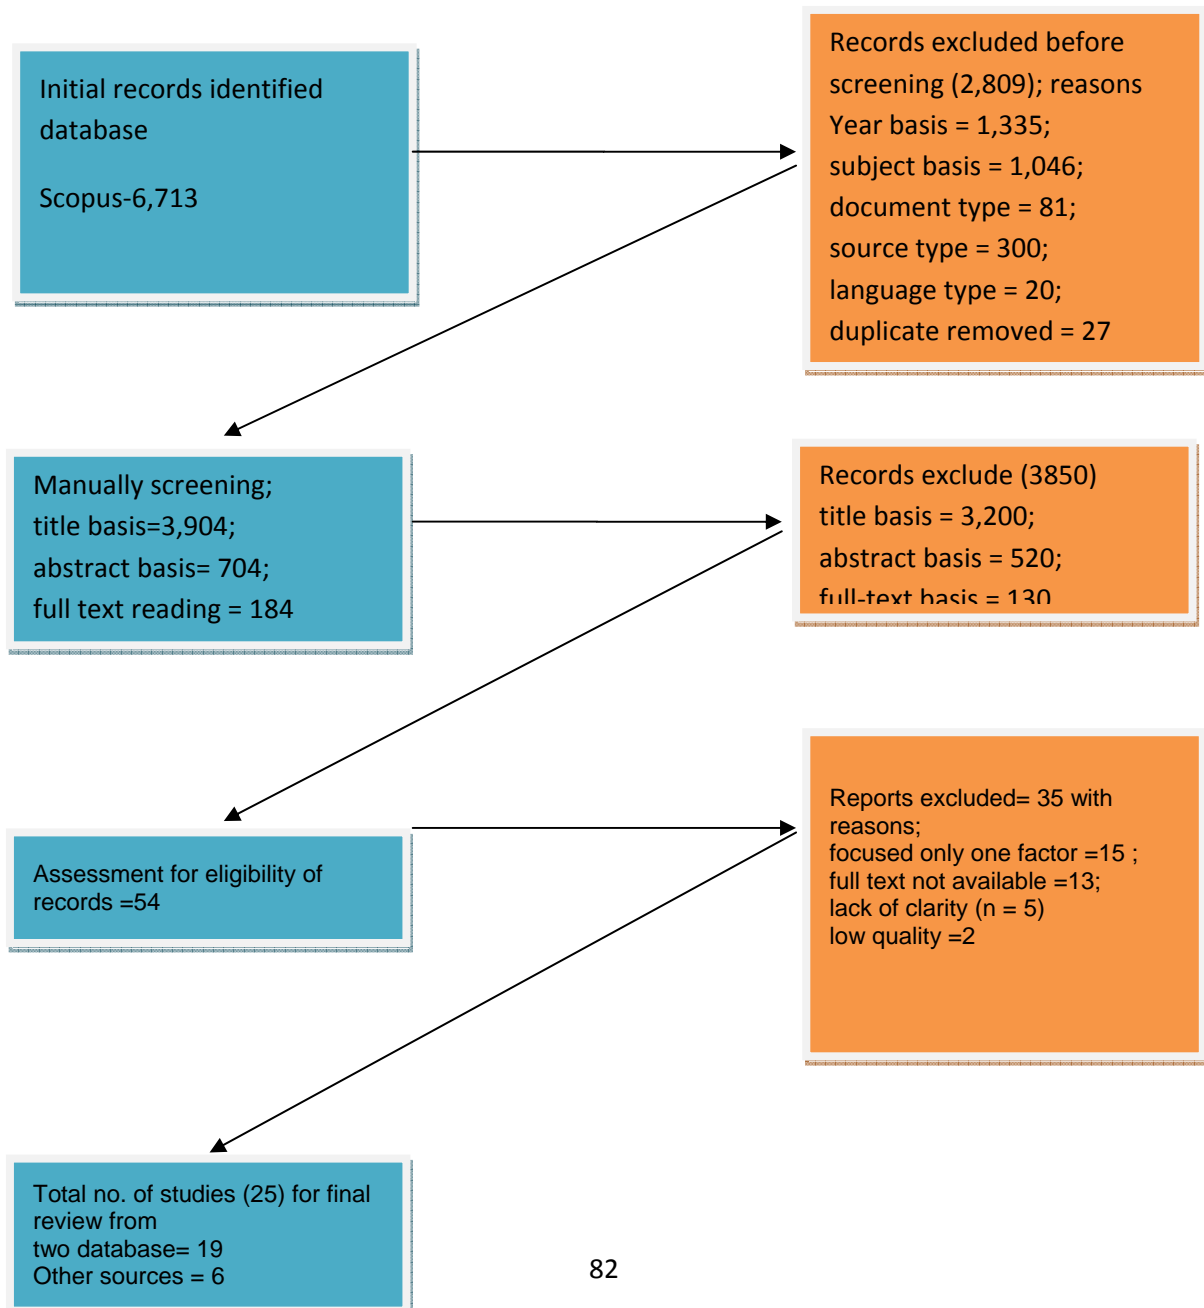 Initial records identified
database
Scopus-6,713
Records excluded before
screening (2,809); reasons
Year basis = 1,335;
subject basis = 1,046;
document type = 81;
source type = 300;
language type = 20;
duplicate removed = 27
Manually screening;
title basis=3,904;
abstract basis= 704;
full text reading = 184
Records exclude (3850)
title basis = 3,200;
abstract basis = 520;
full-text basis = 130
Assessment for eligibility of
records =54
Reports excluded= 35 with
reasons;
focused only one factor =15 ;
full text not available =13;
lack of clarity (n = 5)
low quality =2
Total no. of studies (25) for final
review from
two database= 19
Other sources = 6
82